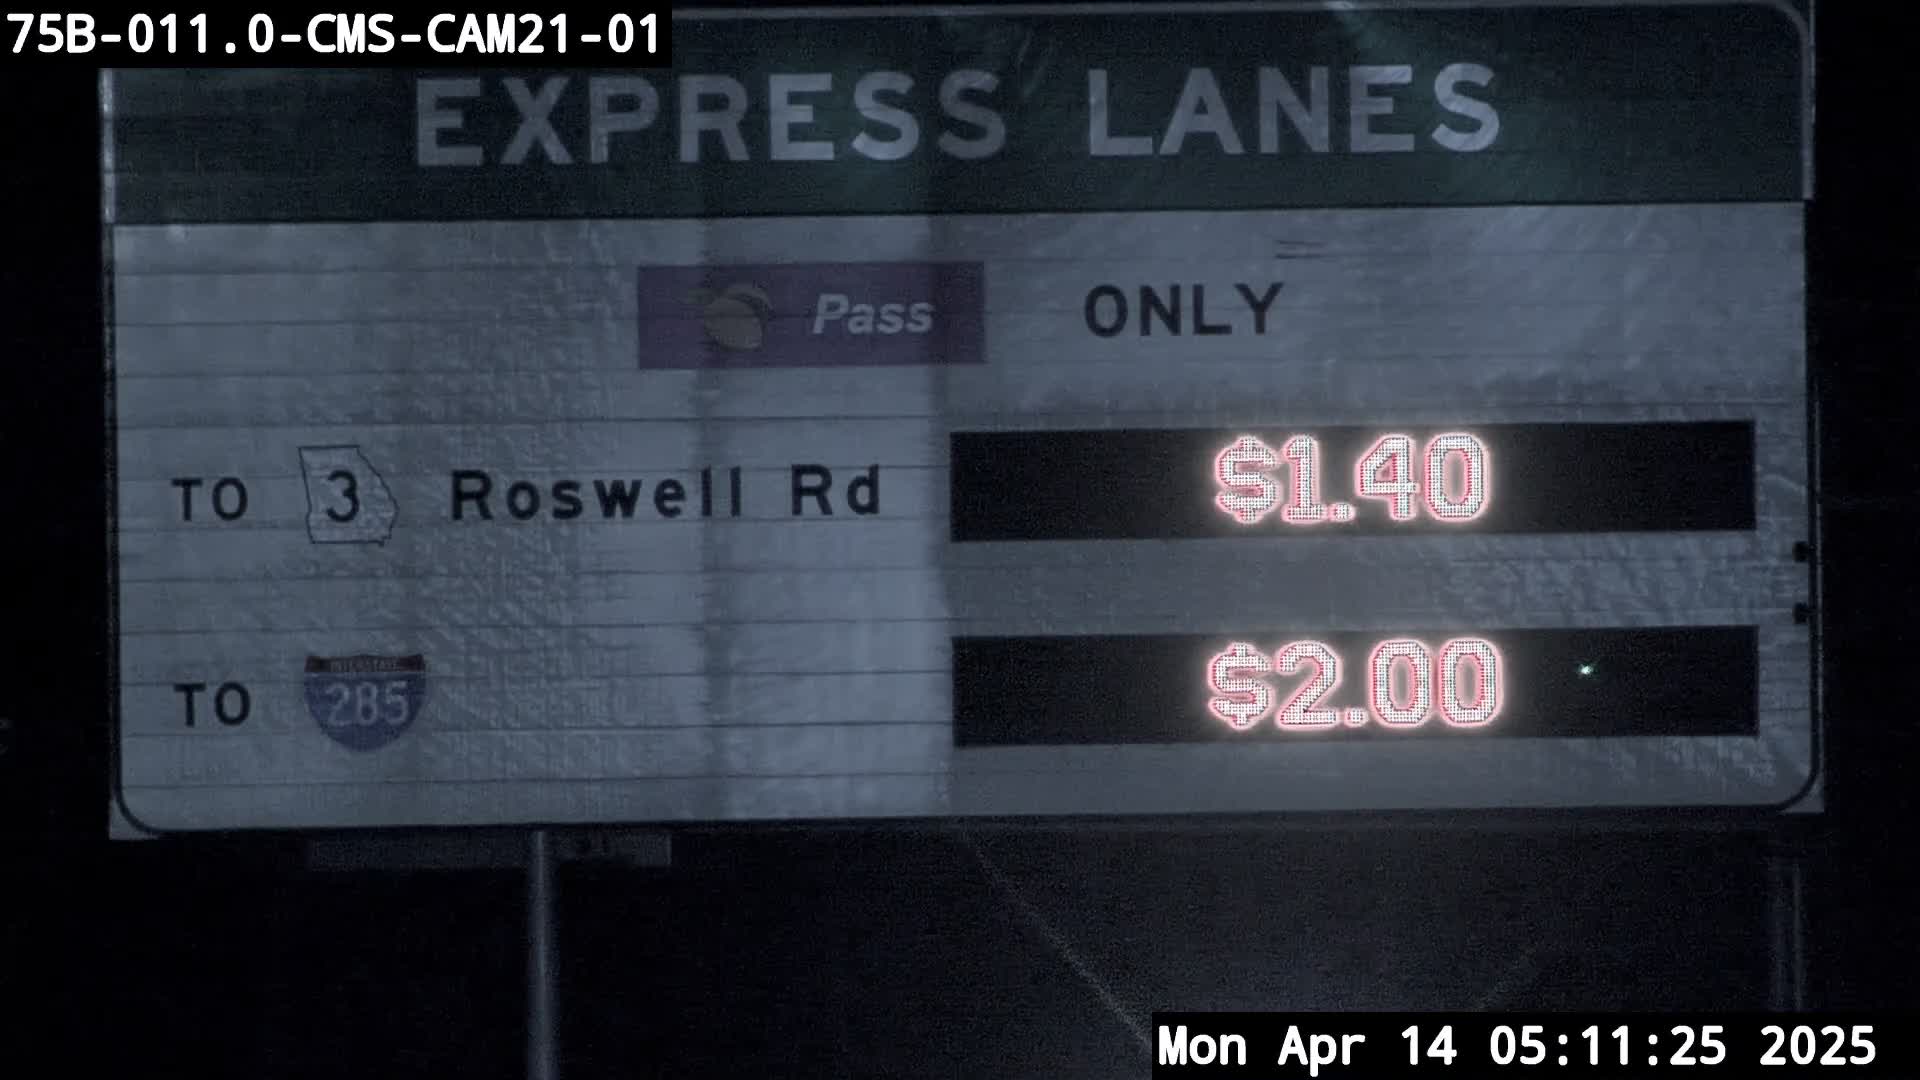 75B-011.0-CMS-CAM21-01
EXPRESS LANES
Pass ONLY
TO 3 Roswell Rd $1.40
INTERSTATE
TO 285 $2.00
Mon Apr 14 05:11:25 2025